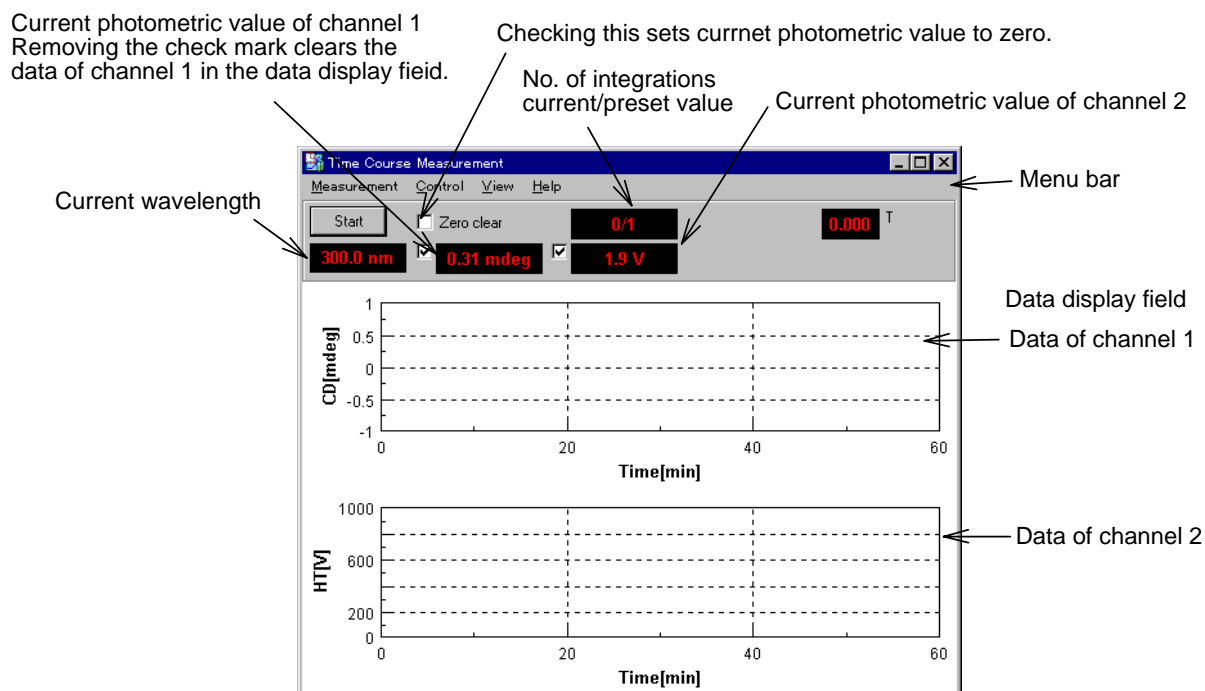 Current photometric value of channel 1
Removing the check mark clears the
data of channel 1 in the data display fieid.
Checking this sets currnet photometric value to zero.
No. of integrations
current/preset value
Current photometric value of channel 2
Current wavelength
Time Course Measurement
Measurement Control View Help
Menu bar
Start
Zero clear
0/1
0.000 T
300.0 nm
0.31 mdeg
1.9 V
Data display field
Data of channel 1
CD[mdeg]
1
0.5
0
-0.5
-1
0 20 40 60
Time[min]
Data of channel 2
HT[V]
1000
600
200
0
0 20 40 60
Time[min]